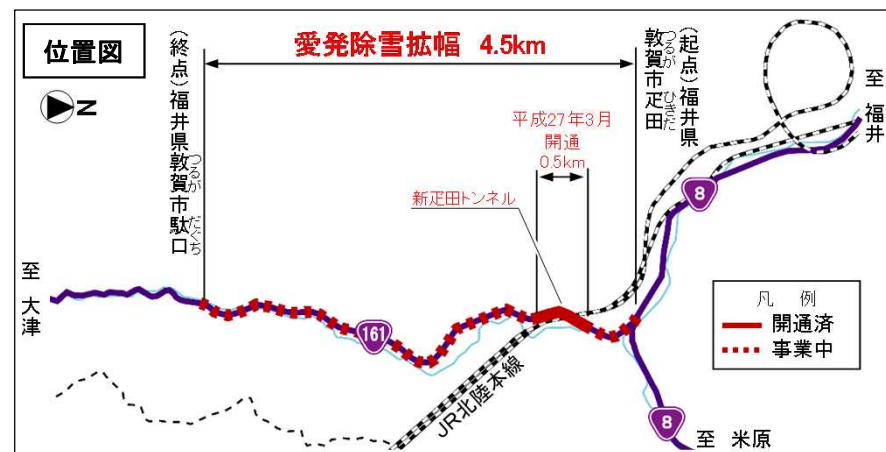 位置図
N
愛発除雪拡幅 4.5km
(終点)福井県
敦賀市駄口
つるが だぐち
(起点)福井県
敦賀市疋田
つるが ひきだ
平成27年3月
開通
0.5km
新疋田トンネル
至 福井
8
至 大津
161
JR北陸本線
凡 例
開通済
事業中
8
至 米原